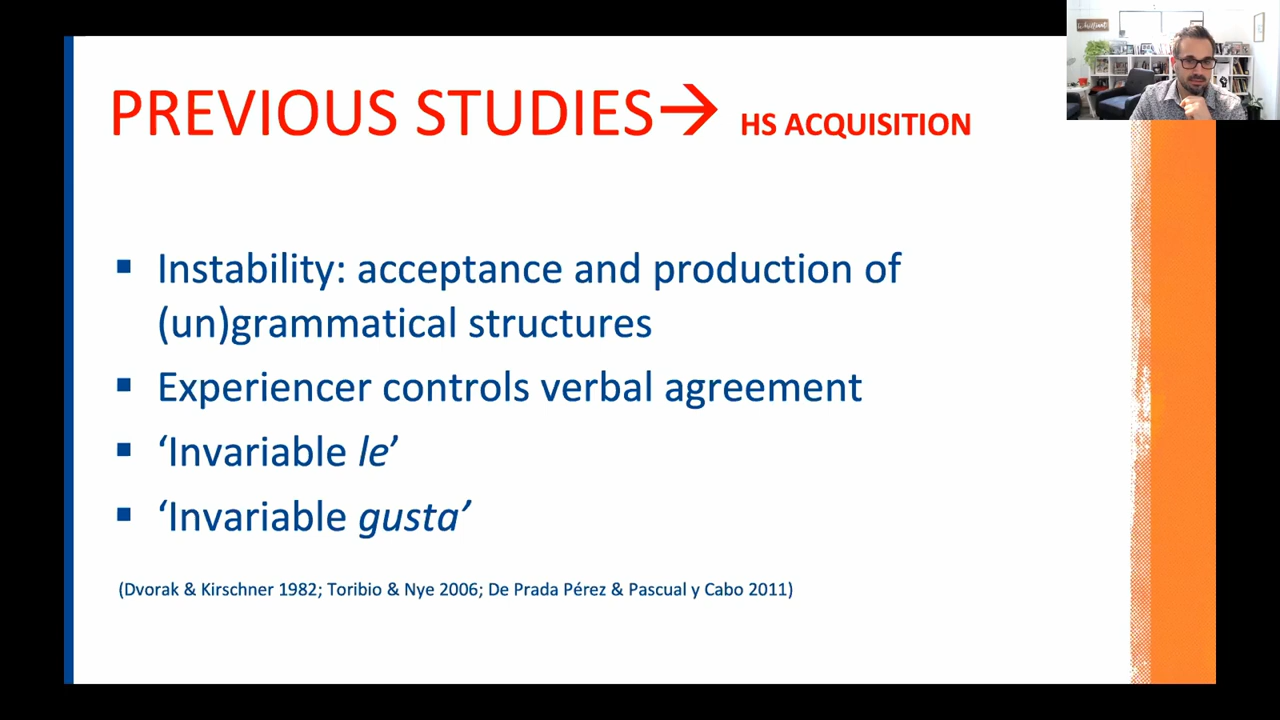 PREVIOUS STUDIES→ HS ACQUISITION
▪ Instability: acceptance and production of
(un)grammatical structures
▪ Experiencer controls verbal agreement
▪ ‘Invariable le’
▪ ‘Invariable gusta’
(Dvorak & Kirschner 1982; Toribio & Nye 2006; De Prada Pérez & Pascual y Cabo 2011)